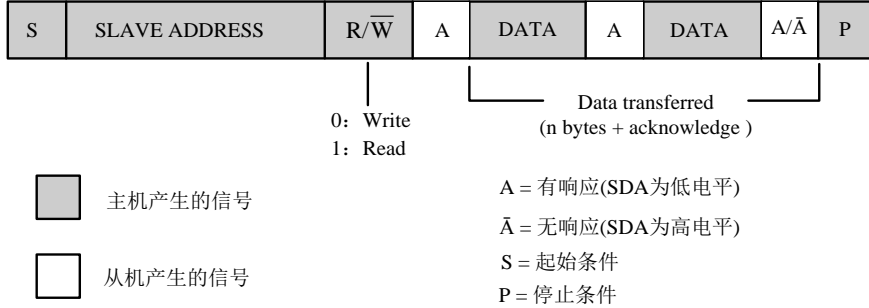 S SLAVE ADDRESS R/W̅ A DATA A DATA A/Ā P
0：Write
1：Read
Data transferred
(n bytes + acknowledge )
主机产生的信号
从机产生的信号
A = 有响应(SDA为低电平)
Ā = 无响应(SDA为高电平)
S = 起始条件
P = 停止条件